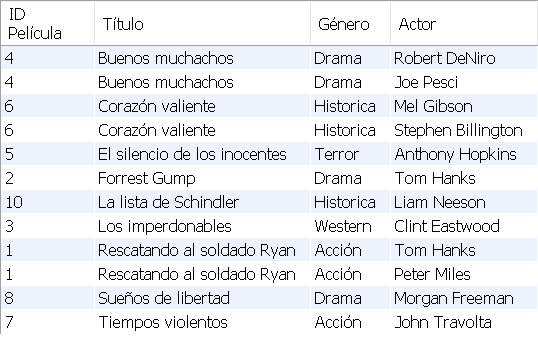 ID Película Título Género Actor
4 Buenos muchachos Drama Robert DeNiro
4 Buenos muchachos Drama Joe Pesci
6 Corazón valiente Historica Mel Gibson
6 Corazón valiente Historica Stephen Billington
5 El silencio de los inocentes Terror Anthony Hopkins
2 Forrest Gump Drama Tom Hanks
10 La lista de Schindler Historica Liam Neeson
3 Los imperdonables Western Clint Eastwood
1 Rescatando al soldado Ryan Acción Tom Hanks
1 Rescatando al soldado Ryan Acción Peter Miles
8 Sueños de libertad Drama Morgan Freeman
7 Tiempos violentos Acción John Travolta